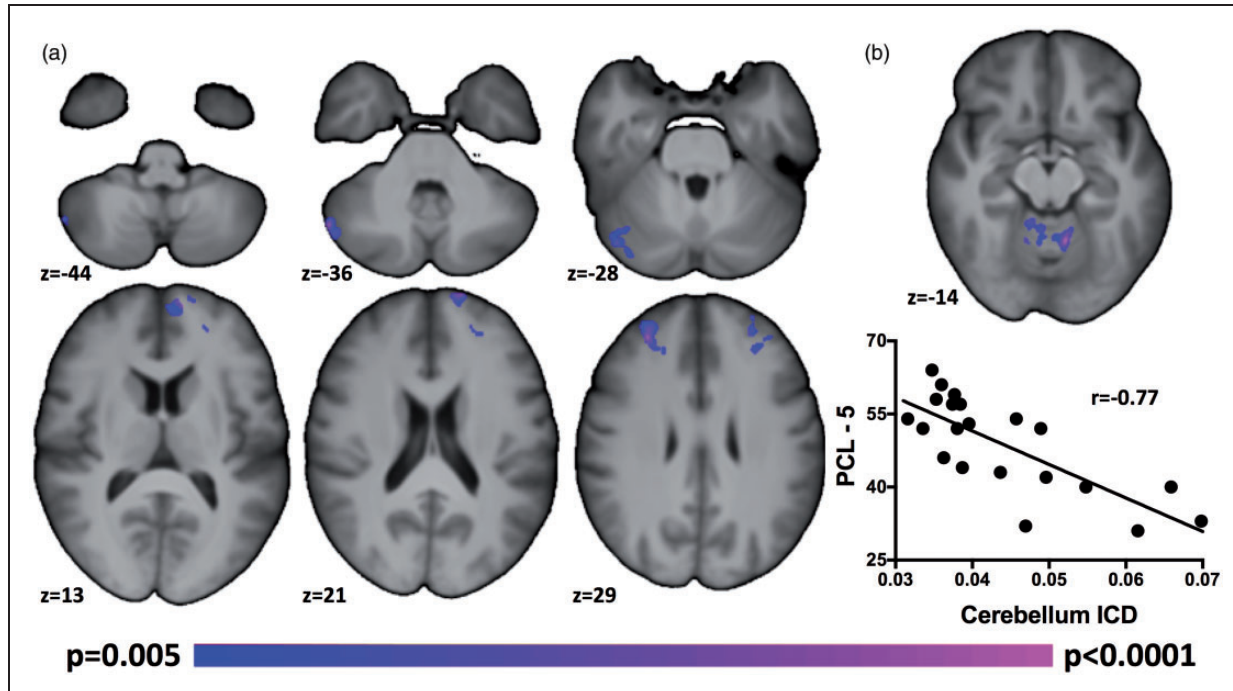 (a)
z=-44
z=-36
z=-28
z=13
z=21
z=29
(b)
z=-14
70
55
40
25
PCL - 5
r=-0.77
0.03 0.04 0.05 0.06 0.07
Cerebellum ICD
p=0.005
p<0.0001